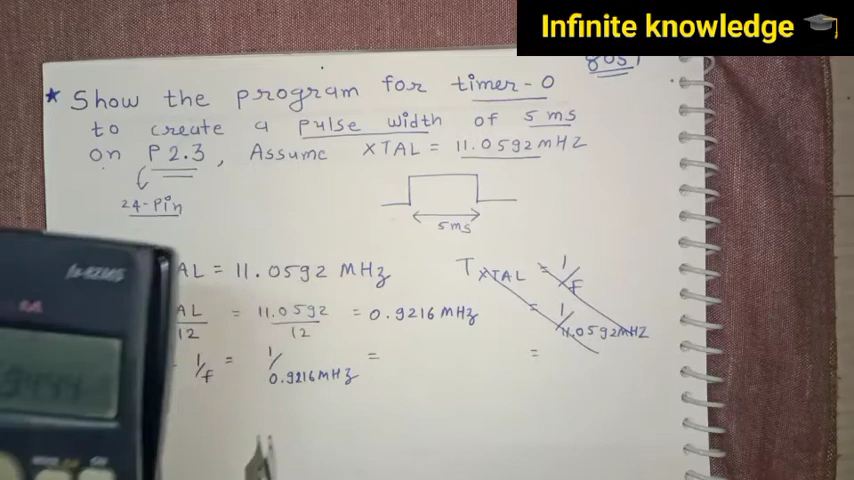 Infinite knowledge
8051
★ Show the program for timer-0
to create a pulse width of 5 ms
on P 2.3, Assume XTAL = 11.0592 mHZ
24-Pin
5ms
AL = 11.0592 MHZ
T XTAL = 1/F
AL/12 = 11.0592/12 = 0.9216 MHZ
= 1/11.0592MHZ
1/F = 1/0.9216MHZ =
=